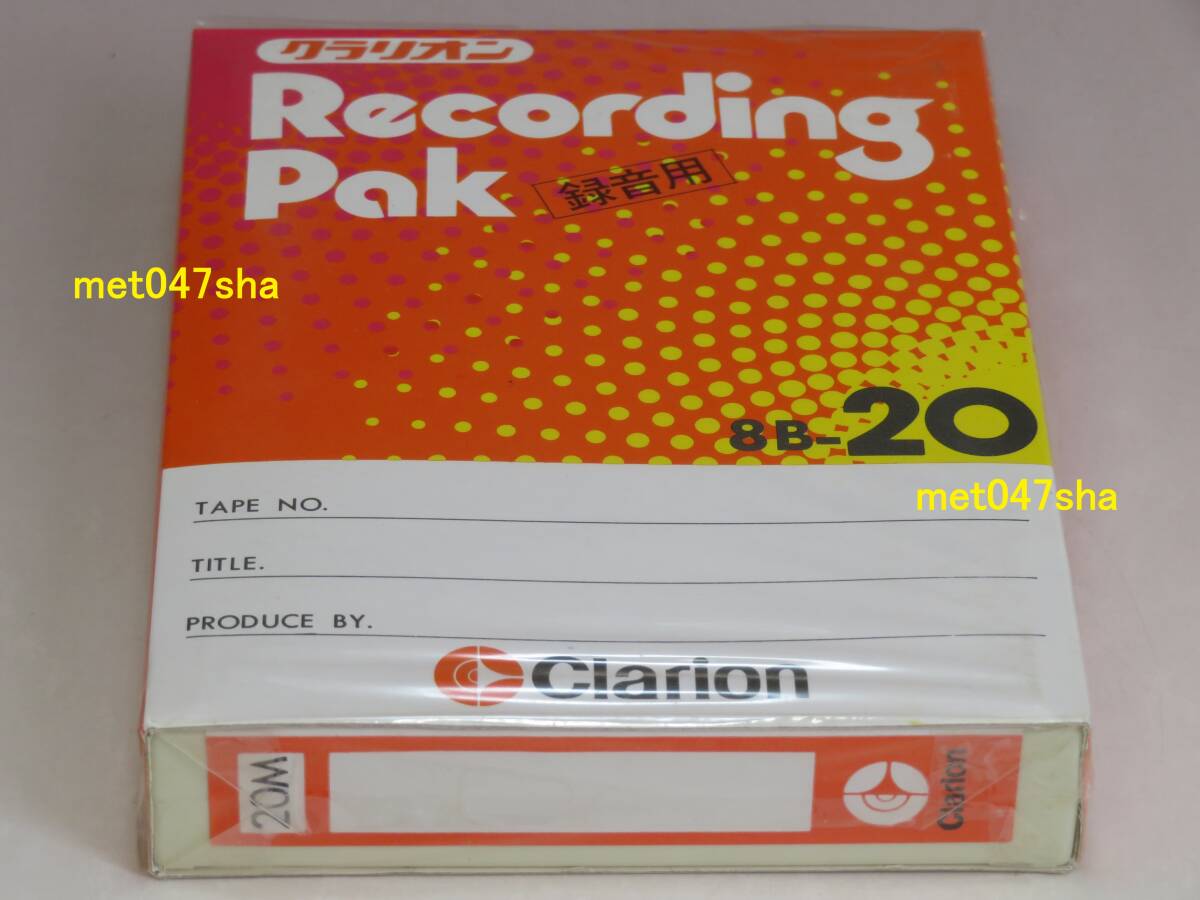 クラリオン
Recording
Pak
録音用
met047sha
8B-20
met047sha
TAPE NO.
TITLE.
PRODUCE BY.
Clarion
20M
Clarion